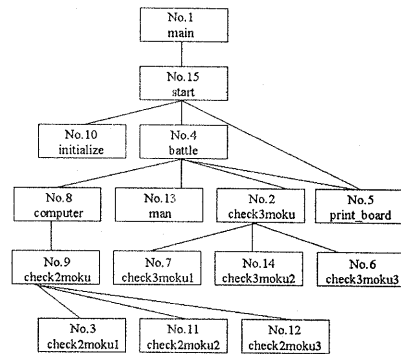 No.1
main
No.15
start
No.10
initialize
No.4
battle
No.8
computer
No.13
man
No.2
check3moku
No.5
print_board
No.9
check2moku
No.7
check3moku1
No.14
check3moku2
No.6
check3moku3
No.3
check2moku1
No.11
check2moku2
No.12
check2moku3